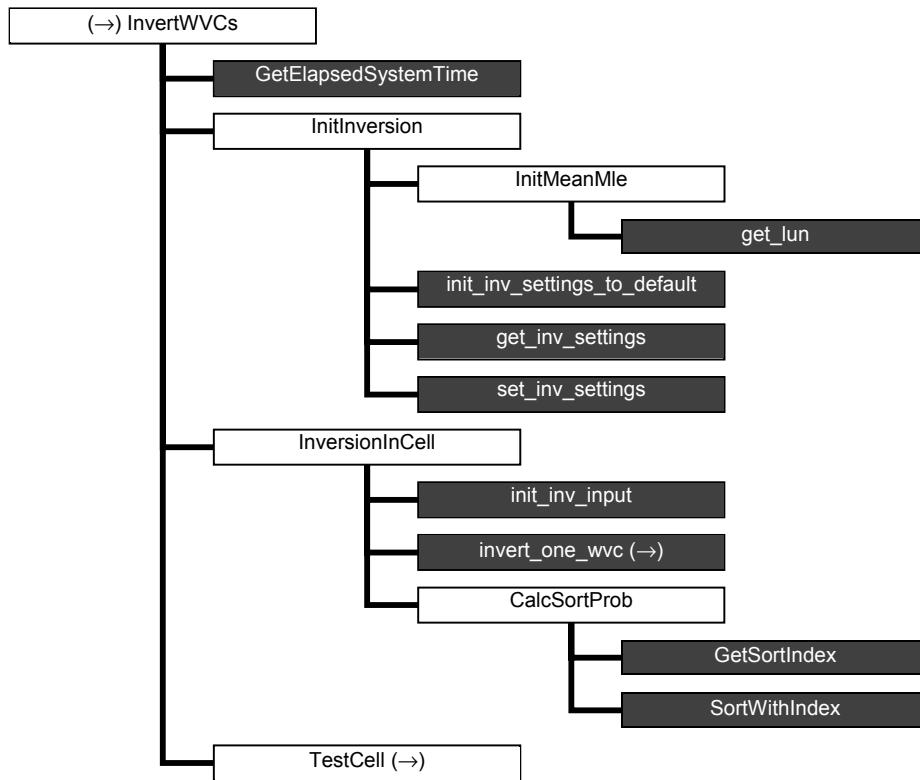 (→) InvertWVCs
GetElapsedSystemTime
InitInversion
InitMeanMle
get_lun
init_inv_settings_to_default
get_inv_settings
set_inv_settings
InversionInCell
init_inv_input
invert_one_wvc (→)
CalcSortProb
GetSortIndex
SortWithIndex
TestCell (→)